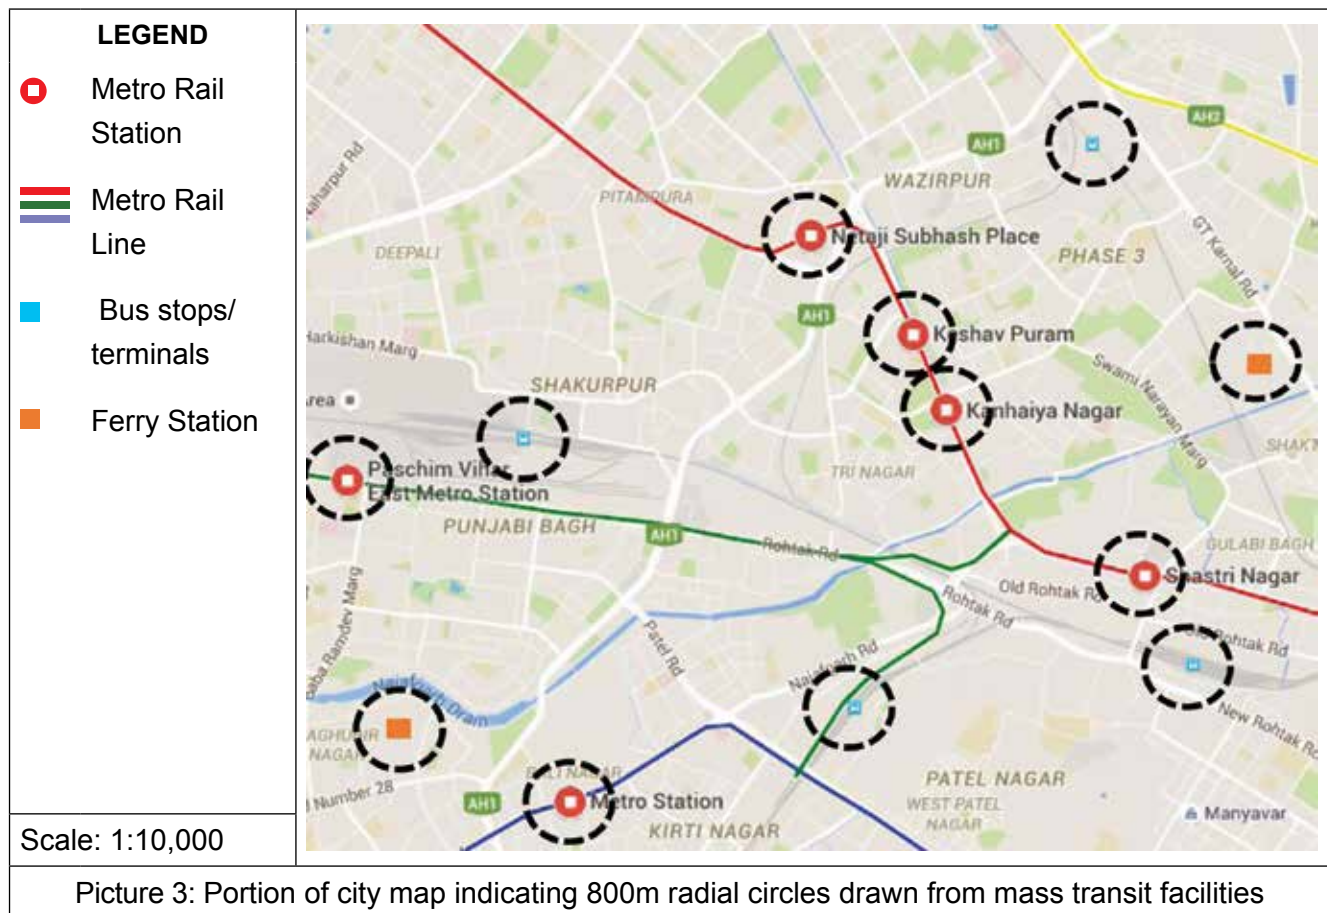 LEGEND
Metro Rail
Station
Metro Rail
Line
Bus stops/
terminals
Ferry Station
Scale: 1:10,000
AH2
AH1
WAZIRPUR
PITAMPURA
Netaji Subhash Place
PHASE 3
GT Karnal Rd
DEEPALI
AH1
Keshav Puram
Harkishan Marg
Swami Narayan Marg
SHAKURPUR
Area
Kanhaiya Nagar
TRI NAGAR
Paschim Vihar
East Metro Station
PUNJABI BAGH
AH1
Rohtak Rd
GULABI BAGH
Shastri Nagar
Old Rohtak Rd
Rohtak Rd
Old Rohtak Rd
Baba Ramdev Marg
Patel Rd
Najafgarh Rd
Najafgarh Drain
New Rohtak Rd
NAGAR
PATEL NAGAR
Number 28
AH1
Metro Station
KIRTI NAGAR
WEST PATEL
NAGAR
Manyavar
Picture 3: Portion of city map indicating 800m radial circles drawn from mass transit facilities